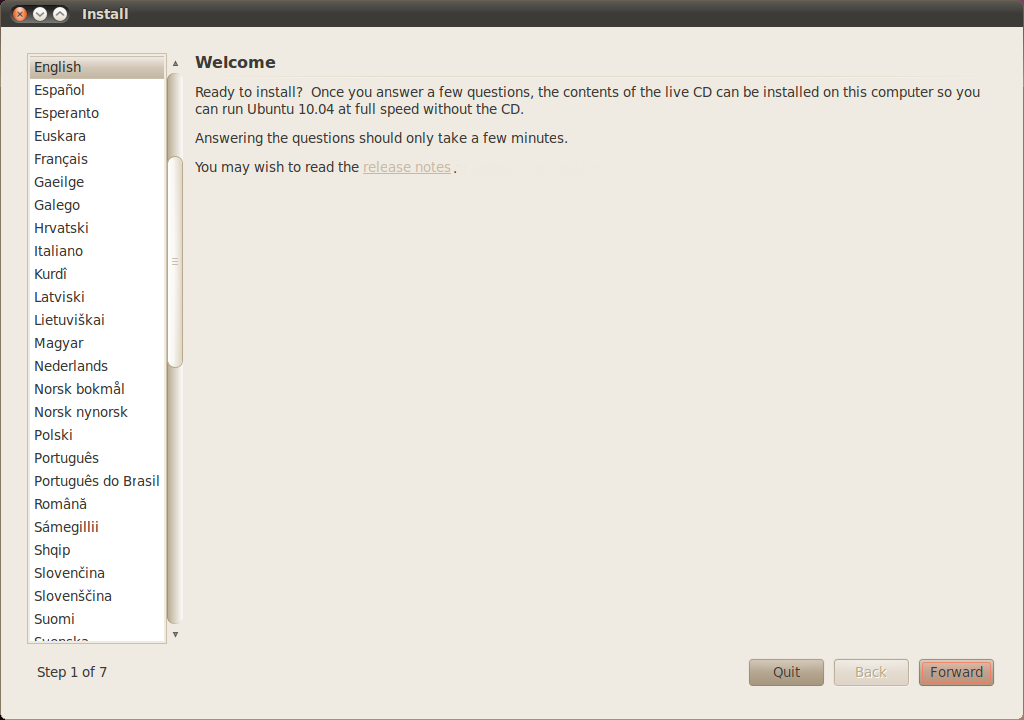 Install
English
Español
Esperanto
Euskara
Français
Gaeilge
Galego
Hrvatski
Italiano
Kurdî
Latviski
Lietuviškai
Magyar
Nederlands
Norsk bokmål
Norsk nynorsk
Polski
Português
Português do Brasil
Română
Sámegillii
Shqip
Slovenčina
Slovenščina
Suomi
Svenska
Welcome
Ready to install?  Once you answer a few questions, the contents of the live CD can be installed on this computer so you
can run Ubuntu 10.04 at full speed without the CD.
Answering the questions should only take a few minutes.
You may wish to read the release notes.
Step 1 of 7
Quit
Back
Forward